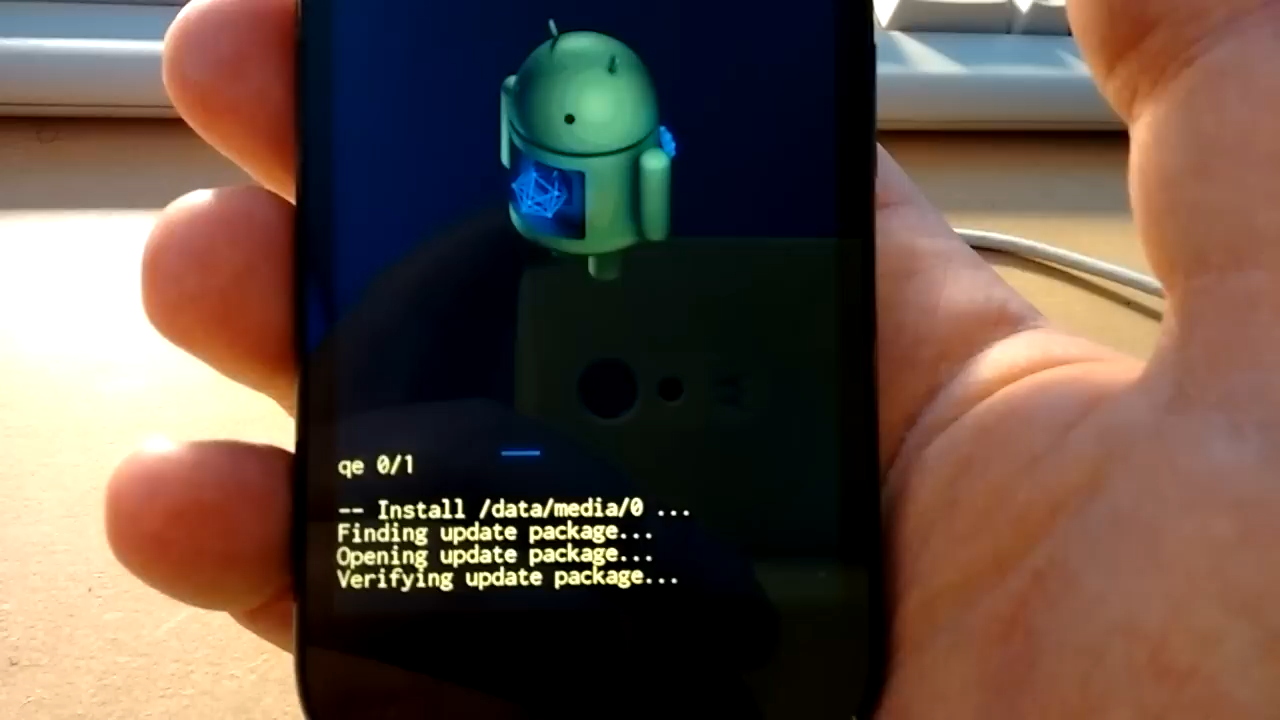 qe 0/1
-- Install /data/media/0 ...
Finding update package...
Opening update package...
Verifying update package...